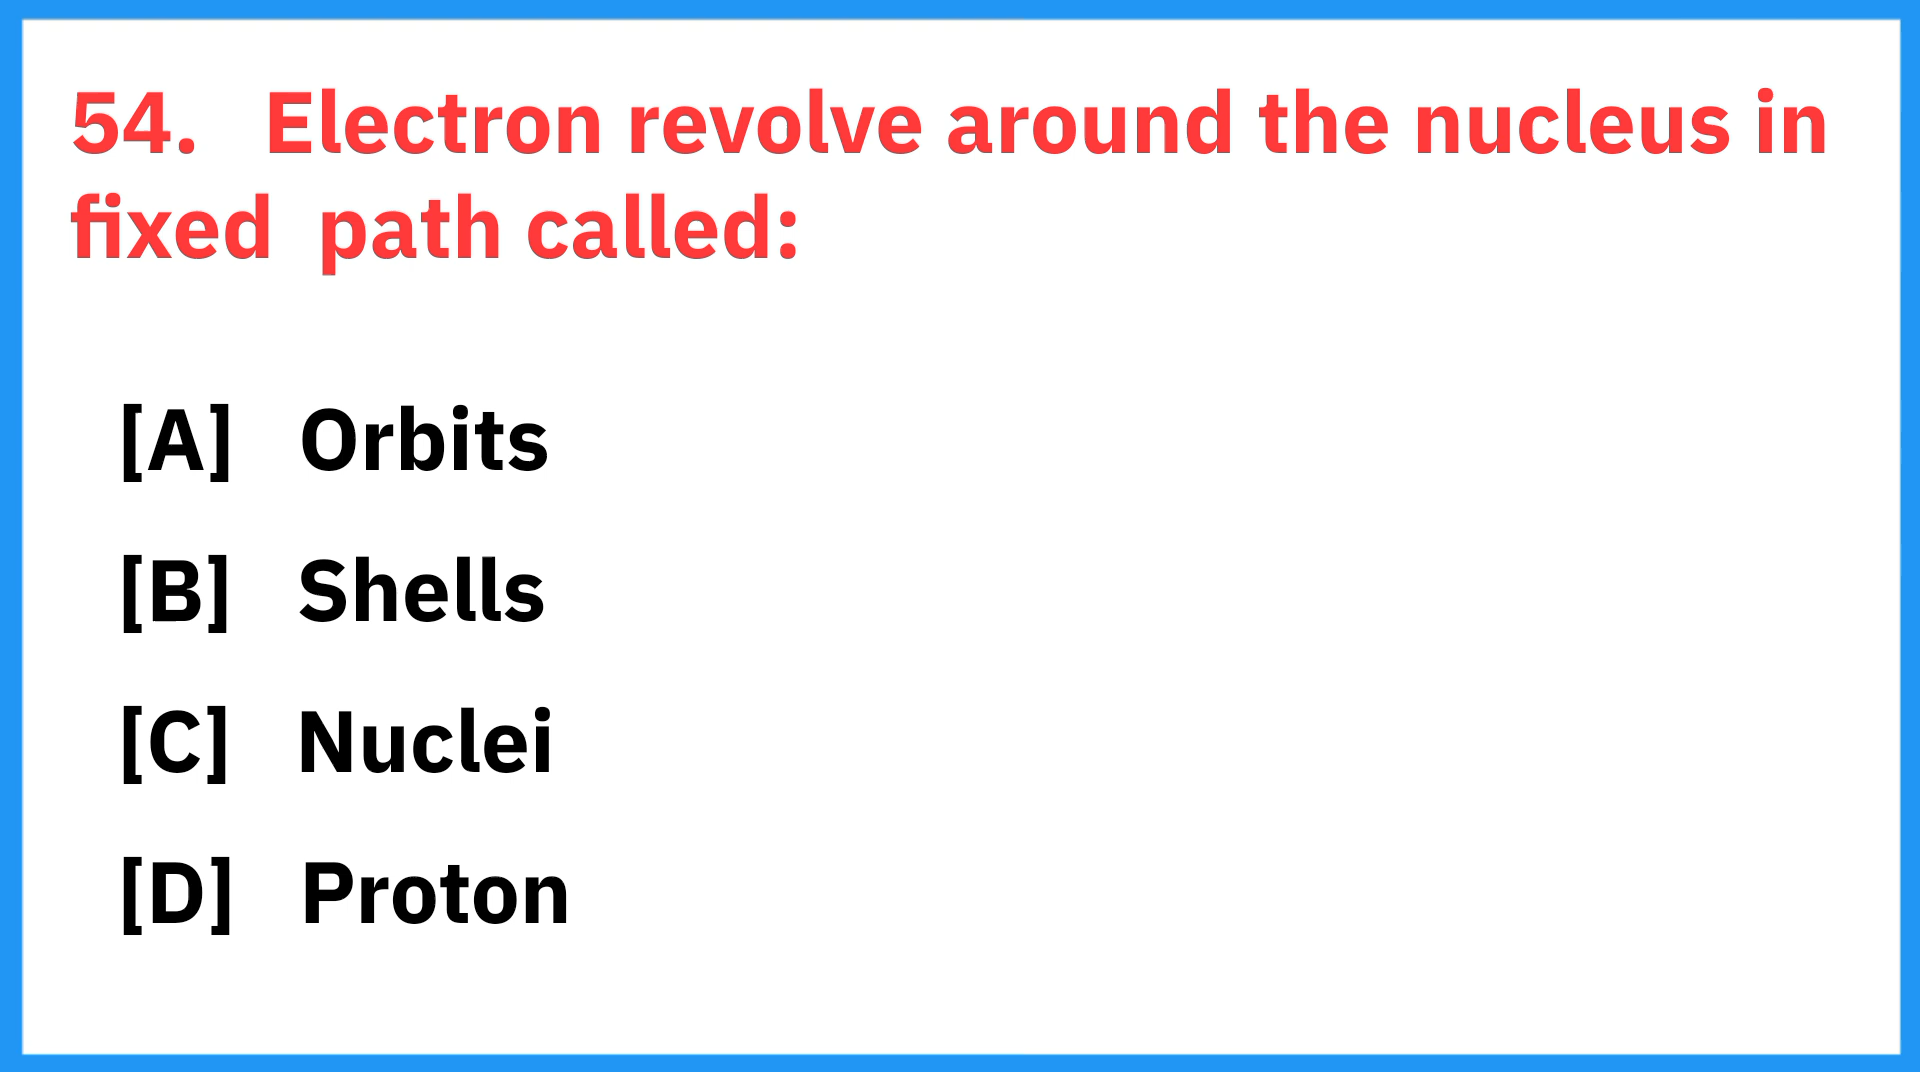 54. Electron revolve around the nucleus in
fixed path called:
[A] Orbits
[B] Shells
[C] Nuclei
[D] Proton